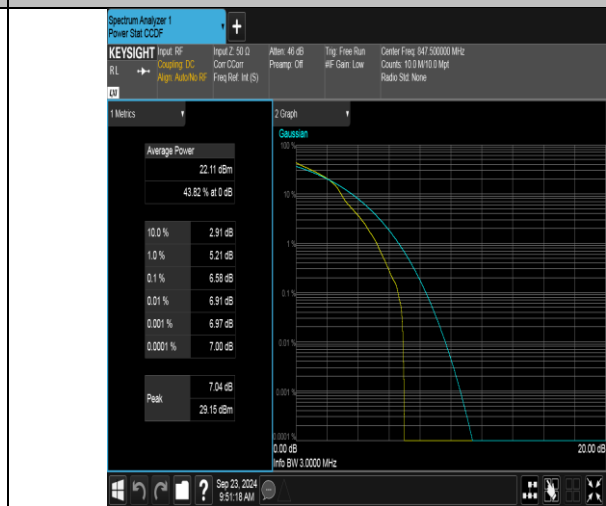 Spectrum Analyzer 1
Power Stat CCDF
+
KEYSIGHT Input: RF Input Z: 50 Ω Atten: 46 dB Trig: Free Run Center Freq: 847.500000 MHz
RL Coupling: DC Corr CCorr Preamp: Off #IF Gain: Low Counts: 10.0 M/10.0 Mpt
Align: Auto/No RF Freq Ref: Int (S) Radio Std: None
LXI
1 Metrics 2 Graph
Gaussian
Average Power
22.11 dBm
43.82 % at 0 dB
10.0 % 2.91 dB
1.0 % 5.21 dB
0.1 % 6.58 dB
0.01 % 6.91 dB
0.001 % 6.97 dB
0.0001 % 7.00 dB
Peak 7.04 dB
29.15 dBm
100 %
10 %
1 %
0.1 %
0.01 %
0.001 %
0.0001 %
0.00 dB 20.00 dB
Info BW 3.0000 MHz
? Sep 23, 2024
9:51:18 AM